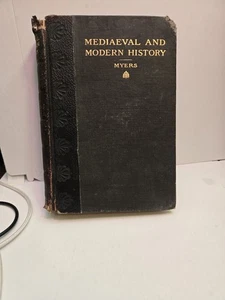 MEDIAEVAL AND
MODERN HISTORY
MYERS